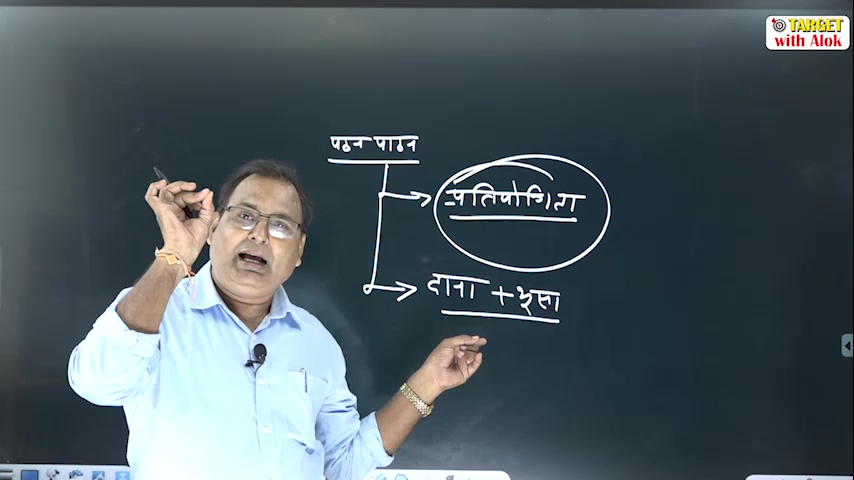 TARGET
with Alok
पठन पाठन
प्रतियोगिता
दाना + भूसा